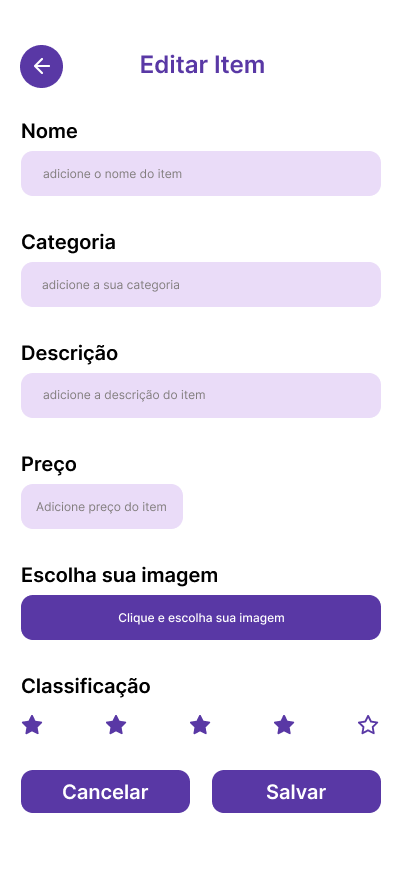 Editar Item
Nome
adicione o nome do item
Categoria
adicione a sua categoria
Descrição
adicione a descrição do item
Preço
Adicione preço do item
Escolha sua imagem
Clique e escolha sua imagem
Classificação
Cancelar
Salvar